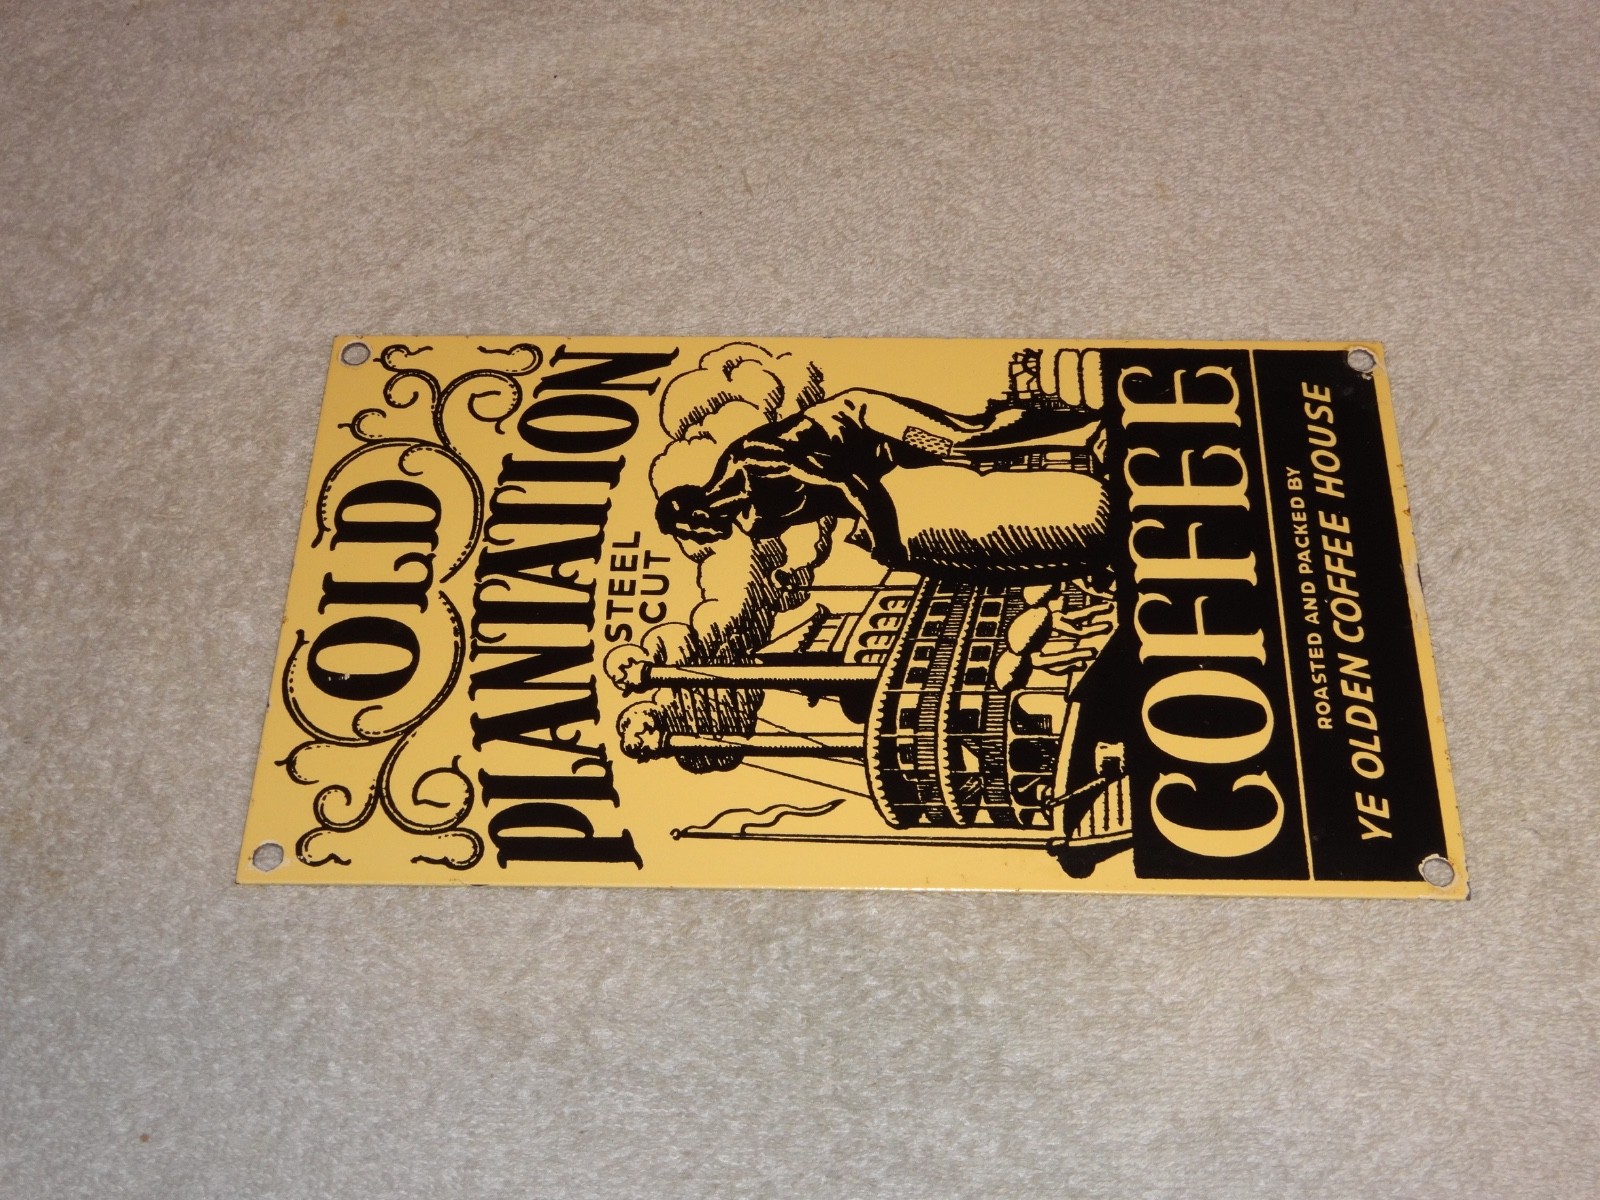 OLD
PLANTATION
STEEL
CUT
COFFEE
ROASTED AND PACKED BY
YE OLDEN COFFEE HOUSE